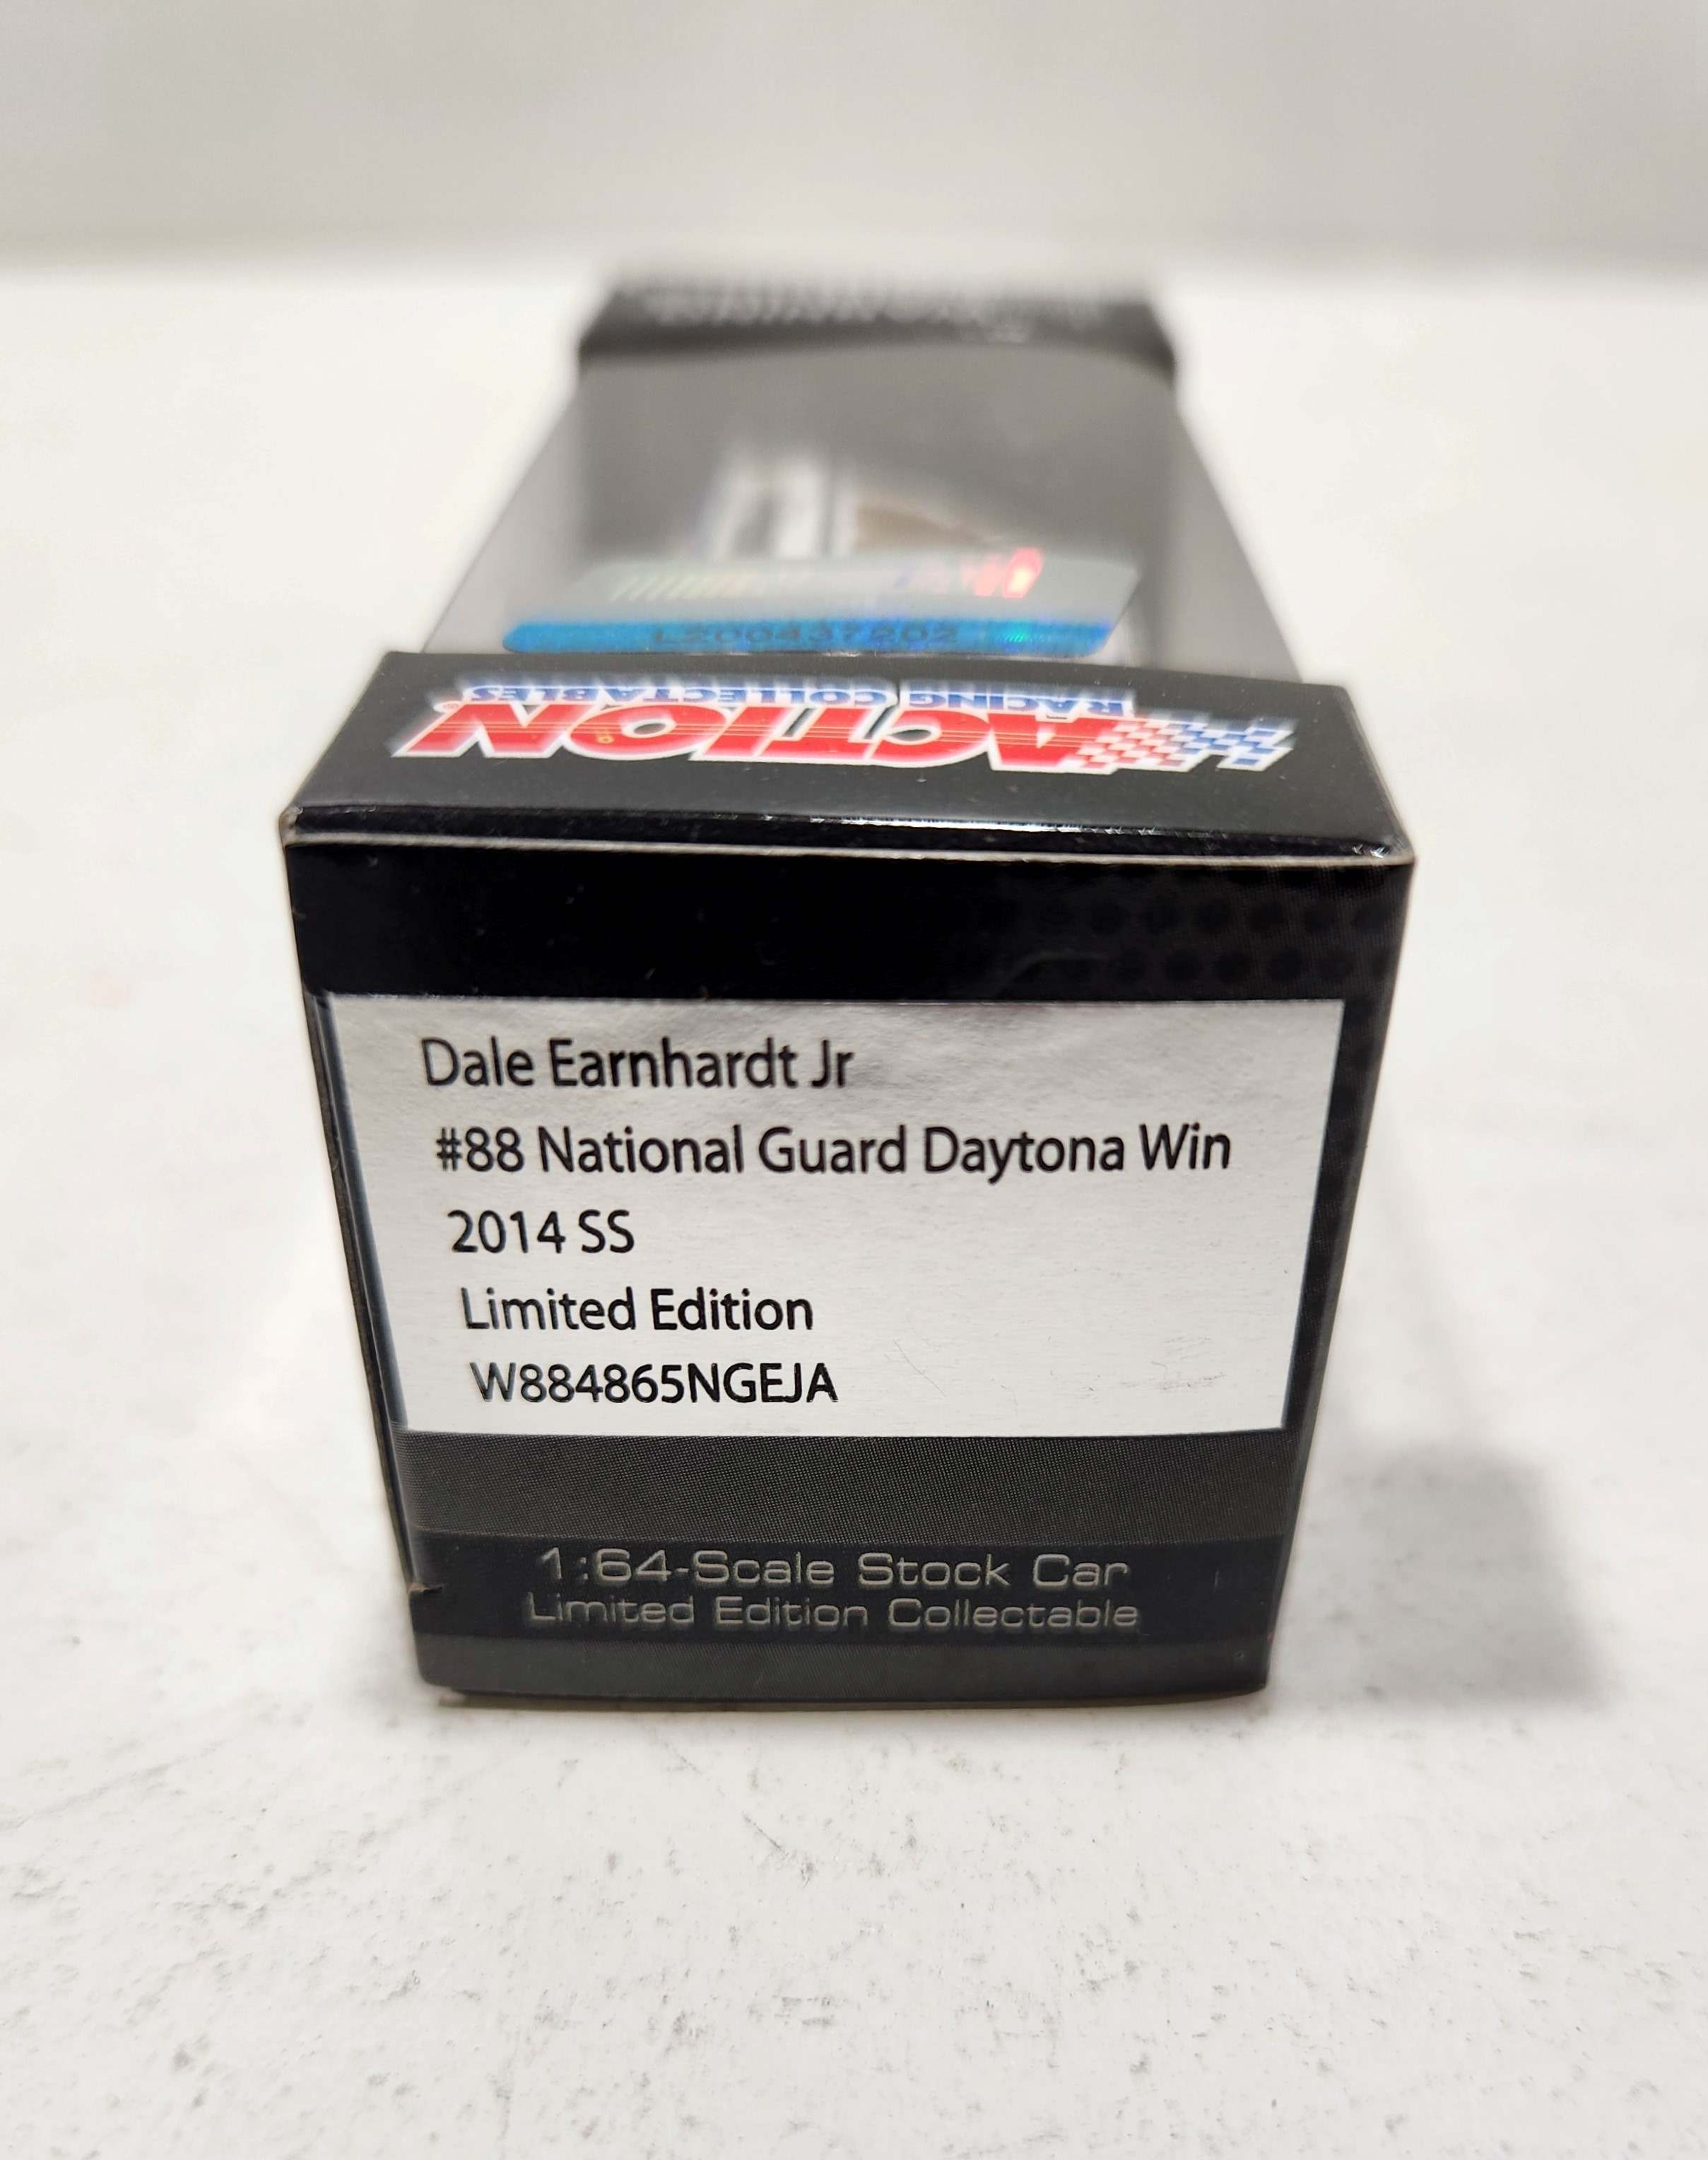 L200437202
ACTION
RACING COLLECTABLES
Dale Earnhardt Jr
#88 National Guard Daytona Win
2014 SS
Limited Edition
W884865NGEJA
1:64-Scale Stock Car
Limited Edition Collectable